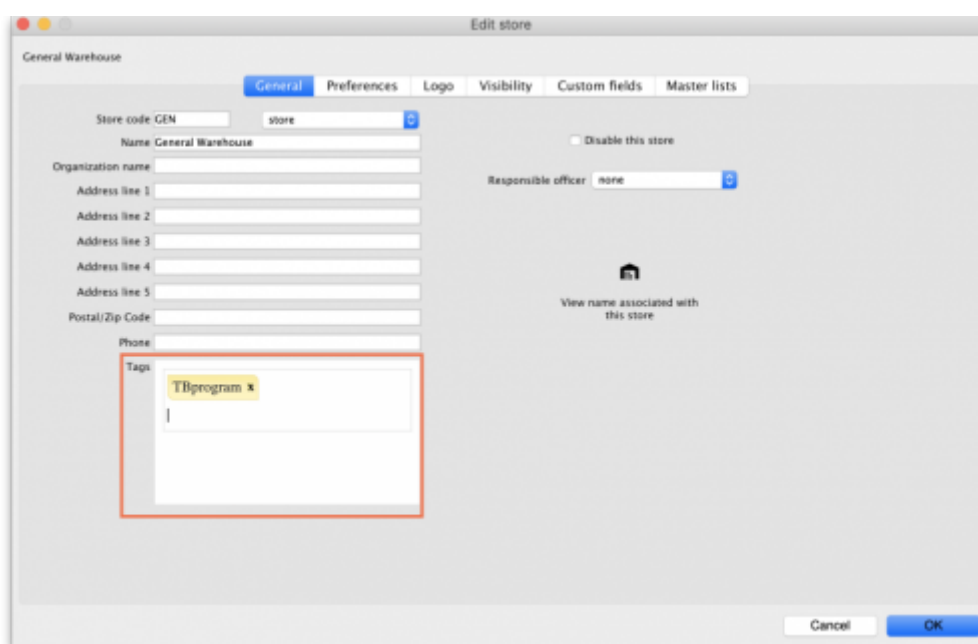 Edit store
General Warehouse
General Preferences Logo Visibility Custom fields Master lists
Store code GEN store
Name General Warehouse
Disable this store
Organization name
Responsible officer none
Address line 1
Address line 2
Address line 3
Address line 4
Address line 5
View name associated with
this store
Postal/Zip Code
Phone
Tags
TBprogram x
Cancel OK